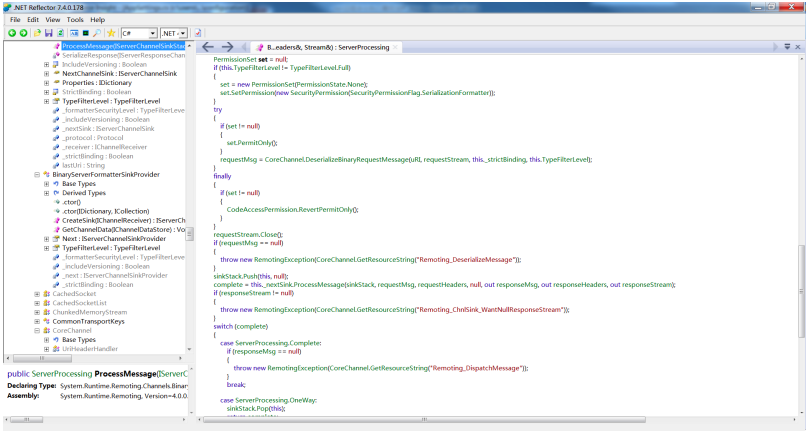 .NET Reflector 7.4.0.178
File Edit View Tools Help
C# .NET
ProcessMessage(IServerChannelSinkStac
SerializeResponse(IServerResponseChan
IncludeVersioning : Boolean
NextChannelSink : IServerChannelSink
Properties : IDictionary
StrictBinding : Boolean
TypeFilterLevel : TypeFilterLevel
_formatterSecurityLevel : TypeFilterLeve
_includeVersioning : Boolean
_nextSink : IServerChannelSink
_protocol : Protocol
_receiver : IChannelReceiver
_strictBinding : Boolean
lastUri : String
BinaryServerFormatterSinkProvider
Base Types
Derived Types
.ctor()
.ctor(IDictionary, ICollection)
CreateSink(IChannelReceiver) : IServerCh
GetChannelData(IChannelDataStore) : Vo
Next : IServerChannelSinkProvider
TypeFilterLevel : TypeFilterLevel
_formatterSecurityLevel : TypeFilterLeve
_includeVersioning : Boolean
_next : IServerChannelSinkProvider
_strictBinding : Boolean
CachedSocket
CachedSocketList
ChunkedMemoryStream
CommonTransportKeys
CoreChannel
Base Types
UriHeaderHandler
public ServerProcessing ProcessMessage(IServerC
Declaring Type: System.Runtime.Remoting.Channels.Binar
Assembly: System.Runtime.Remoting, Version=4.0.0.
B...eaders&, Stream&) : ServerProcessing
PermissionSet set = null;
if (this.TypeFilterLevel != TypeFilterLevel.Full)
{
set = new PermissionSet(PermissionState.None);
set.SetPermission(new SecurityPermission(SecurityPermissionFlag.SerializationFormatter));
}
try
{
if (set != null)
{
set.PermitOnly();
}
requestMsg = CoreChannel.DeserializeBinaryRequestMessage(uRI, requestStream, this._strictBinding, this.TypeFilterLevel);
}
finally
{
if (set != null)
{
CodeAccessPermission.RevertPermitOnly();
}
}
requestStream.Close();
if (requestMsg == null)
{
throw new RemotingException(CoreChannel.GetResourceString("Remoting_DeserializeMessage"));
}
sinkStack.Push(this, null);
complete = this._nextSink.ProcessMessage(sinkStack, requestMsg, requestHeaders, null, out responseMsg, out responseHeaders, out responseStream);
if (responseStream != null)
{
throw new RemotingException(CoreChannel.GetResourceString("Remoting_ChnlSink_WantNullResponseStream"));
}
switch (complete)
{
case ServerProcessing.Complete:
if (responseMsg == null)
{
throw new RemotingException(CoreChannel.GetResourceString("Remoting_DispatchMessage"));
}
break;
case ServerProcessing.OneWay:
sinkStack.Pop(this);